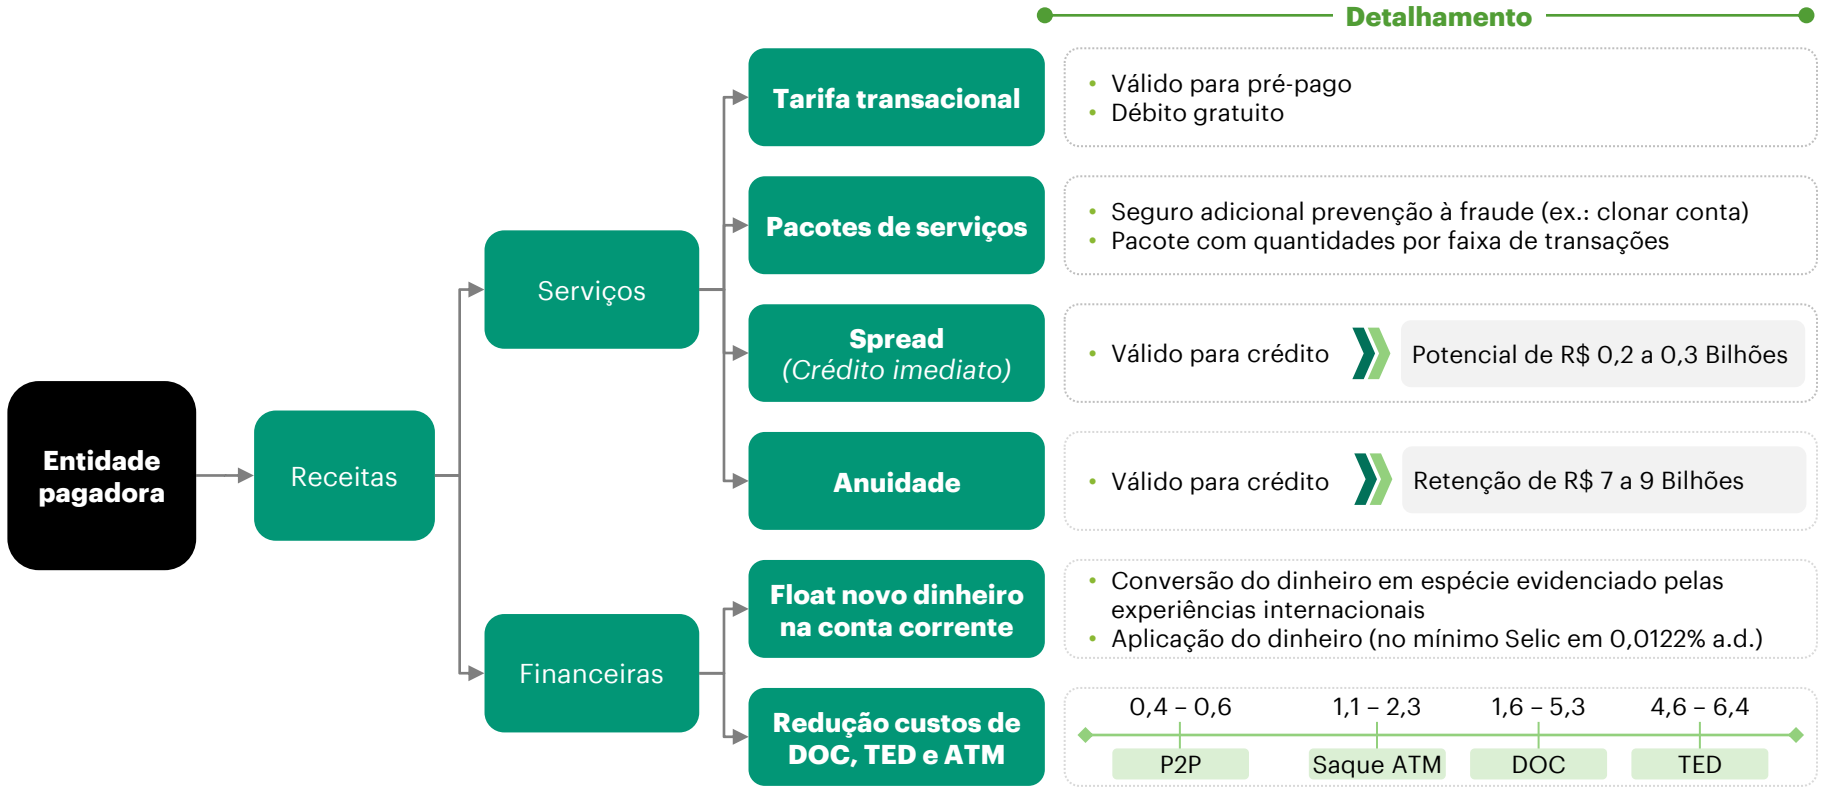 Detalhamento
Entidade
pagadora
Receitas
Serviços
Tarifa transacional
• Válido para pré-pago
• Débito gratuito
Pacotes de serviços
• Seguro adicional prevenção à fraude (ex.: clonar conta)
• Pacote com quantidades por faixa de transações
Spread
(Crédito imediato)
• Válido para crédito
Potencial de R$ 0,2 a 0,3 Bilhões
Anuidade
• Válido para crédito
Retenção de R$ 7 a 9 Bilhões
Financeiras
Float novo dinheiro
na conta corrente
• Conversão do dinheiro em espécie evidenciado pelas
experiências internacionais
• Aplicação do dinheiro (no mínimo Selic em 0,0122% a.d.)
Redução custos de
DOC, TED e ATM
0,4 – 0,6
1,1 – 2,3
1,6 – 5,3
4,6 – 6,4
P2P
Saque ATM
DOC
TED